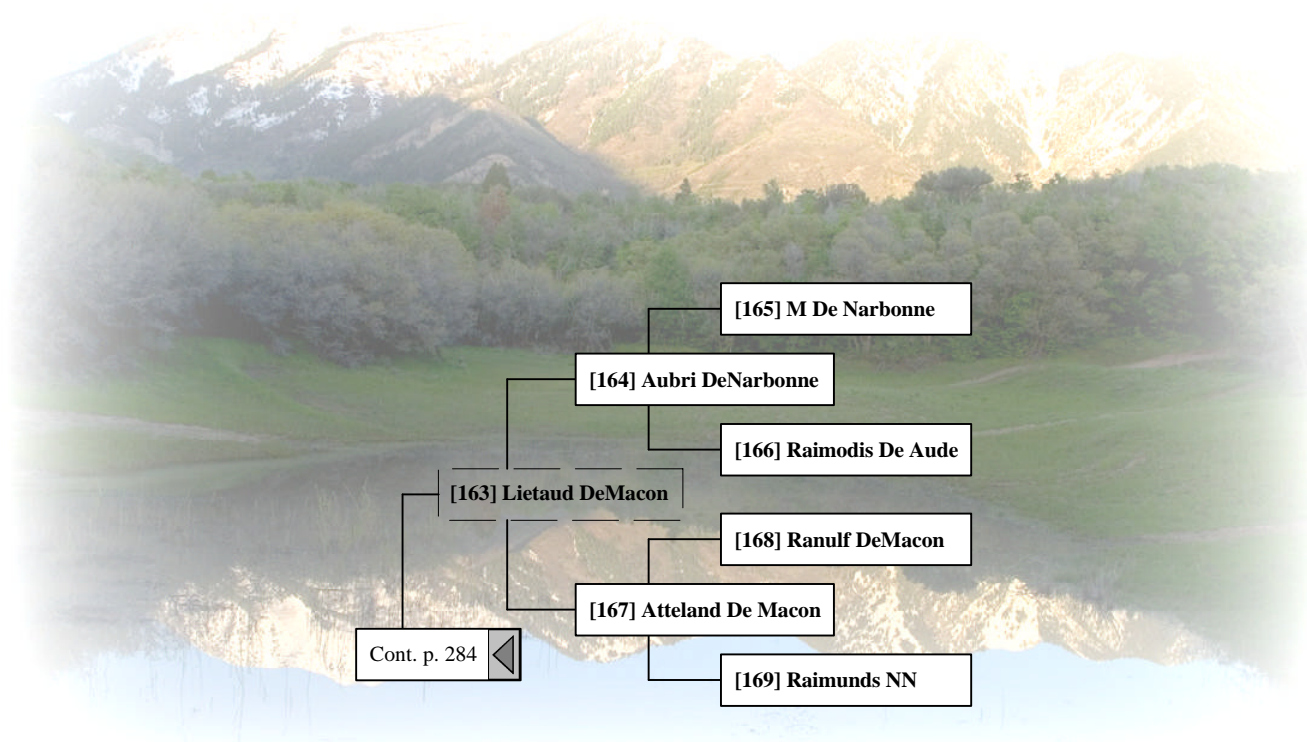 [165] M De Narbonne
[164] Aubri DeNarbonne
[166] Raimodis De Aude
[163] Lietaud DeMacon
[168] Ranulf DeMacon
[167] Atteland De Macon
Cont. p. 284
[169] Raimunds NN